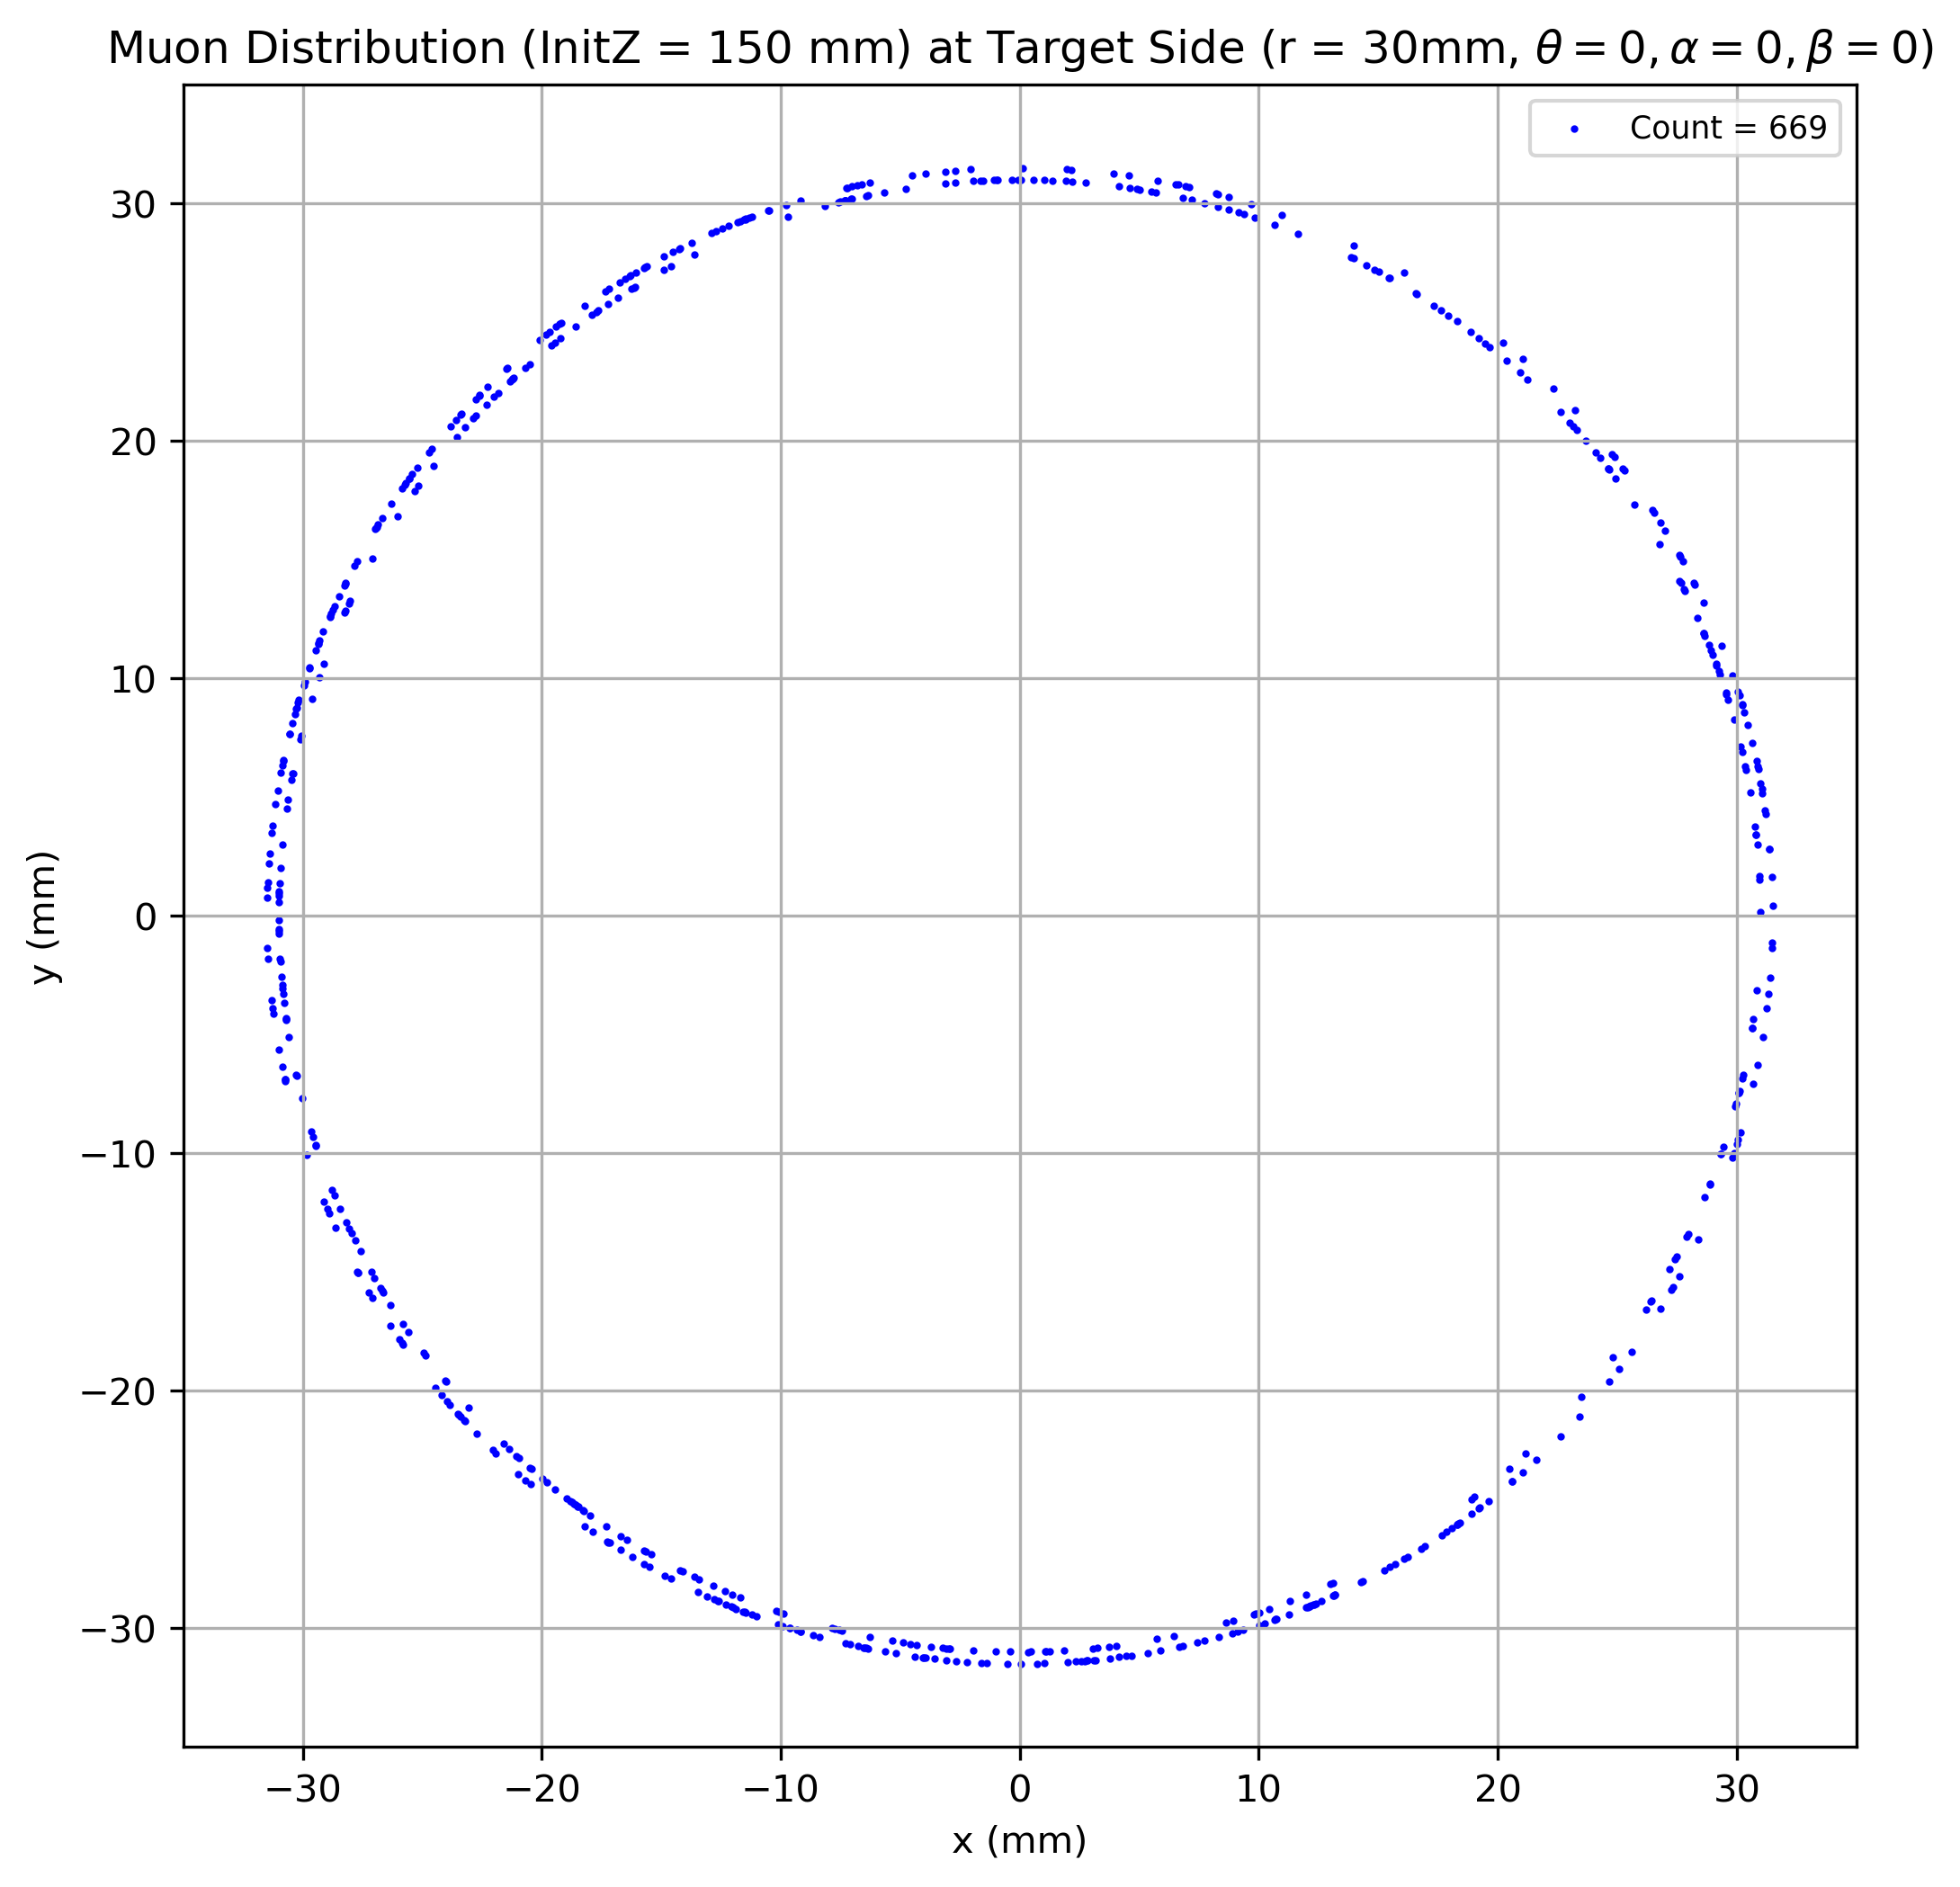 Muon Distribution (InitZ = 150 mm) at Target Side (r = 30mm, θ = 0, α = 0, β = 0)
Count = 669
30
20
10
0
−10
−20
−30
y (mm)
−30 −20 −10 0 10 20 30
x (mm)